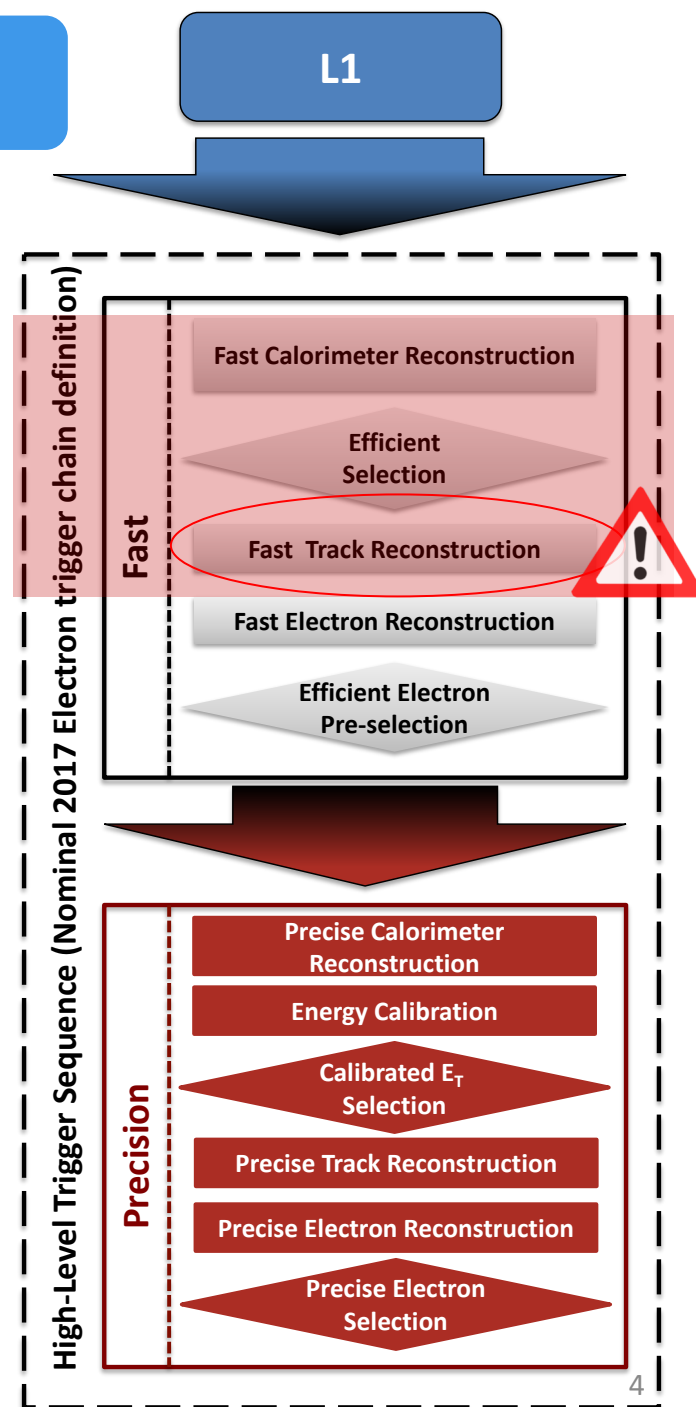 L1
High-Level Trigger Sequence (Nominal 2017 Electron trigger chain definition)
Fast
Fast Calorimeter Reconstruction
Efficient
Selection
Fast Track Reconstruction
Fast Electron Reconstruction
Efficient Electron
Pre-selection
Precision
Precise Calorimeter
Reconstruction
Energy Calibration
Calibrated ET
Selection
Precise Track Reconstruction
Precise Electron Reconstruction
Precise Electron
Selection
4